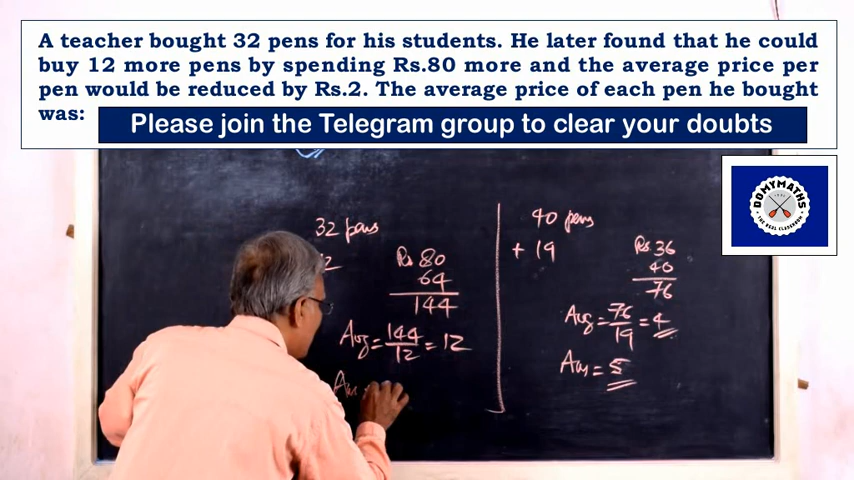 A teacher bought 32 pens for his students. He later found that he could
buy 12 more pens by spending Rs.80 more and the average price per
pen would be reduced by Rs.2. The average price of each pen he bought
was:
Please join the Telegram group to clear your doubts
DOMYMATHS
THE REEL CLASSROOM
32 pens
Rs 80
64
144
Avg = 144/12 = 12
Ans
40 pens
+ 19
Rs. 36
40
76
Avg = 76/19 = 4
Ans = 5